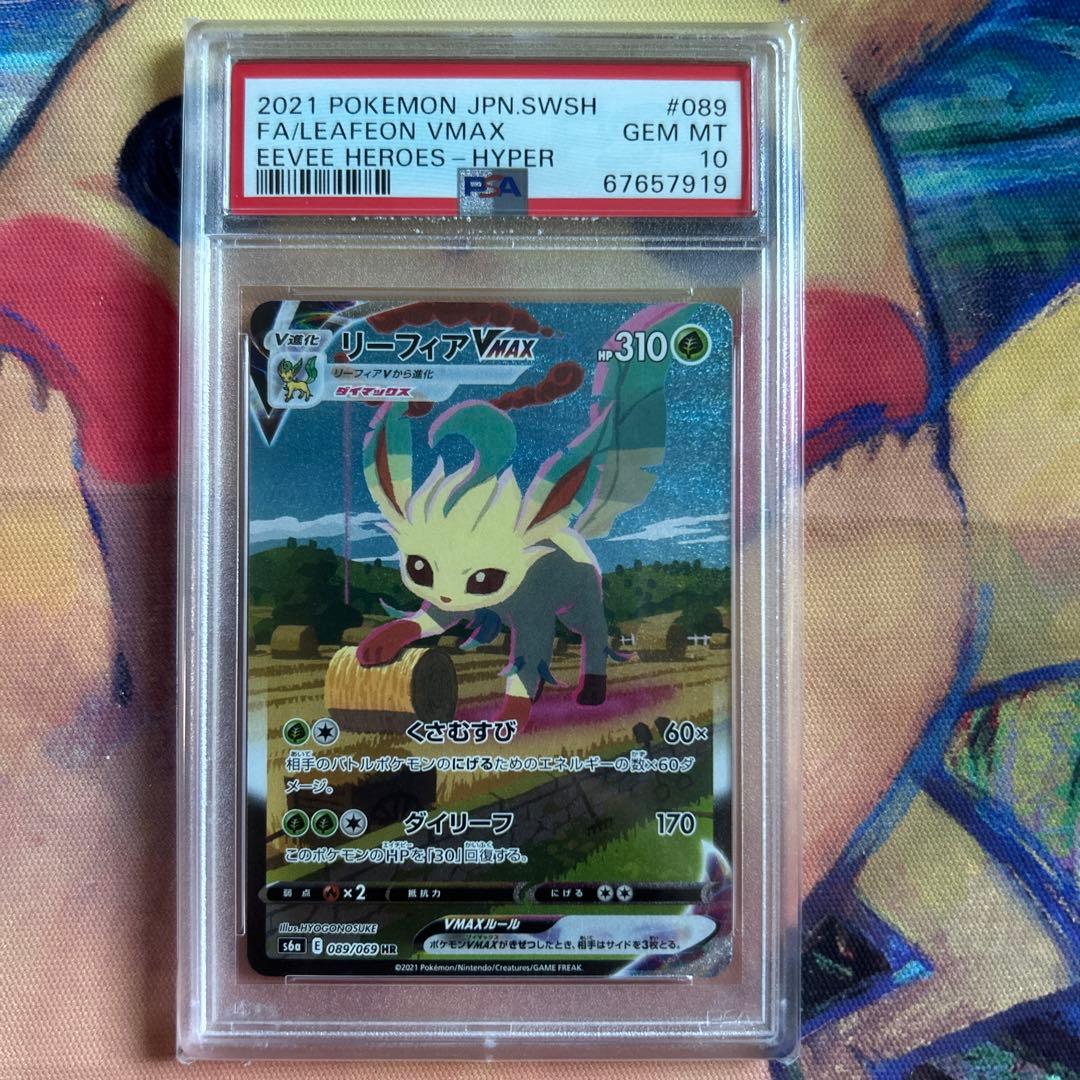 2021 POKEMON JPN.SWSH #089
FA/LEAFEON VMAX GEM MT
EEVEE HEROES-HYPER 10
PSA 67657919
V進化 リーフィアVMAX HP310
リーフィアVから進化
ダイマックス
くさむすび 60×
相手のバトルポケモンのにげるためのエネルギーの数×60ダ
メージ。
ダイリーフ 170
このポケモンのHPを「30」回復する。
弱点 ×2 抵抗力 にげる
illus.HYOGONOSUKE
VMAXルール
s6a E 089/069 HR
ポケモンVMAXがきぜつしたとき、相手はサイドを3枚とる。
©2021 Pokémon/Nintendo/Creatures/GAME FREAK.